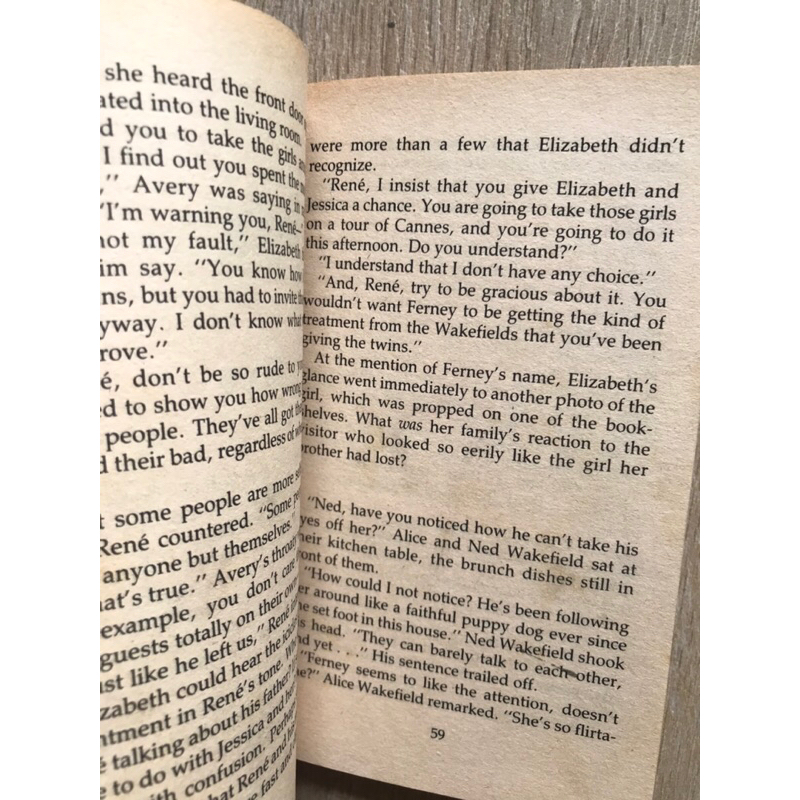 she heard the front door
into the living room.
you to take the girls
I find out you spent the
," Avery was saying in
"I'm warning you, René—
not my fault," Elizabeth
say. "You know how
but you had to invite
I don't know what
don't be so rude to
to show you how wrong
people. They've all got
their bad, regardless of
some people are more
René countered. "Some
anyone but themselves.
that's true." Avery's throaty
example, you don't care
guests totally on their own
just like he left us," René
Elizabeth could hear the
in René's tone.
talking about his father?
to do with Jessica and
with confusion. Perhaps
that René and
fast and
were more than a few that Elizabeth didn't
recognize.
"René, I insist that you give Elizabeth and
Jessica a chance. You are going to take those girls
on a tour of Cannes, and you're going to do it
this afternoon. Do you understand?"
"I understand that I don't have any choice."
"And, René, try to be gracious about it. You
wouldn't want Ferney to be getting the kind of
treatment from the Wakefields that you've been
giving the twins."
At the mention of Ferney's name, Elizabeth's
glance went immediately to another photo of the
girl, which was propped on one of the book-
shelves. What was her family's reaction to the
visitor who looked so eerily like the girl her
brother had lost?
"Ned, have you noticed how he can't take his
eyes off her?" Alice and Ned Wakefield sat at
their kitchen table, the brunch dishes still in
front of them.
"How could I not notice? He's been following
her around like a faithful puppy dog ever since
she set foot in this house." Ned Wakefield shook
his head. "They can barely talk to each other,
and yet . . ." His sentence trailed off.
"Ferney seems to like the attention, doesn't
she?" Alice Wakefield remarked. "She's so flirta-
59